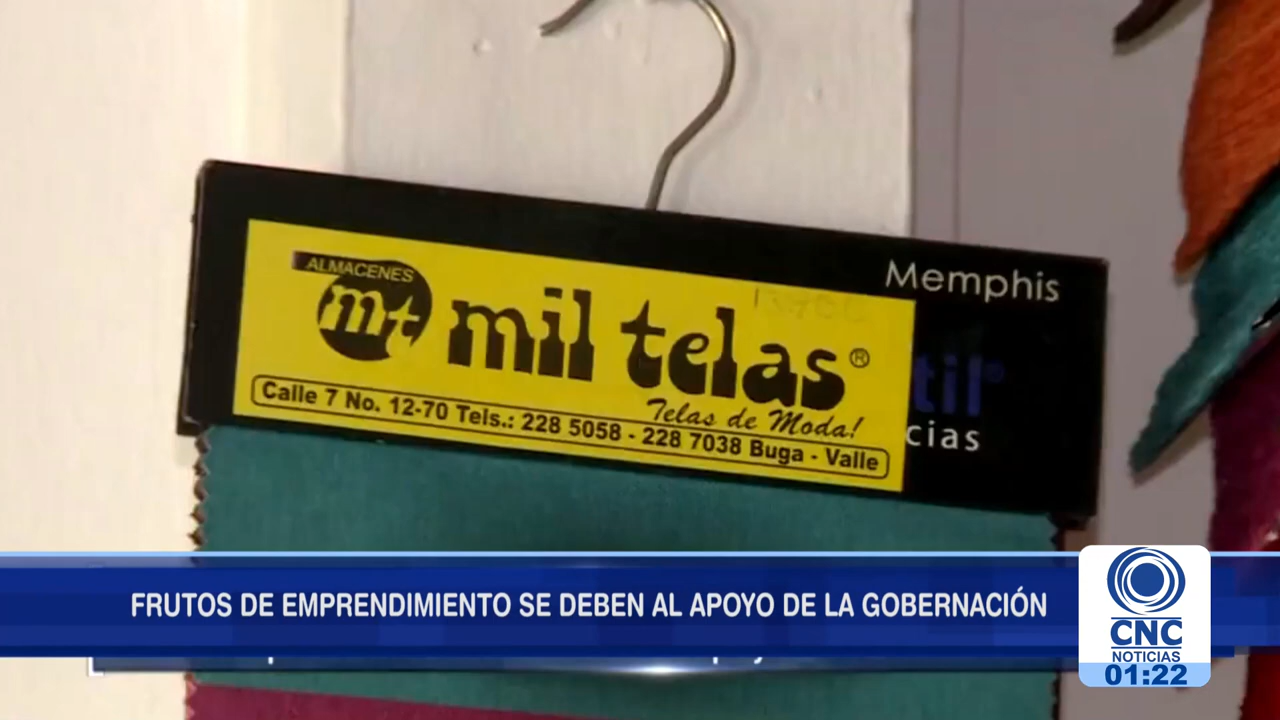 Memphis
ALMACENES
mt
mil telas®
Telas de Moda!
Calle 7 No. 12-70 Tels.: 228 5058 - 228 7038 Buga - Valle
til®
cias
FRUTOS DE EMPRENDIMIENTO SE DEBEN AL APOYO DE LA GOBERNACIÓN
CNC
NOTICIAS
01:22